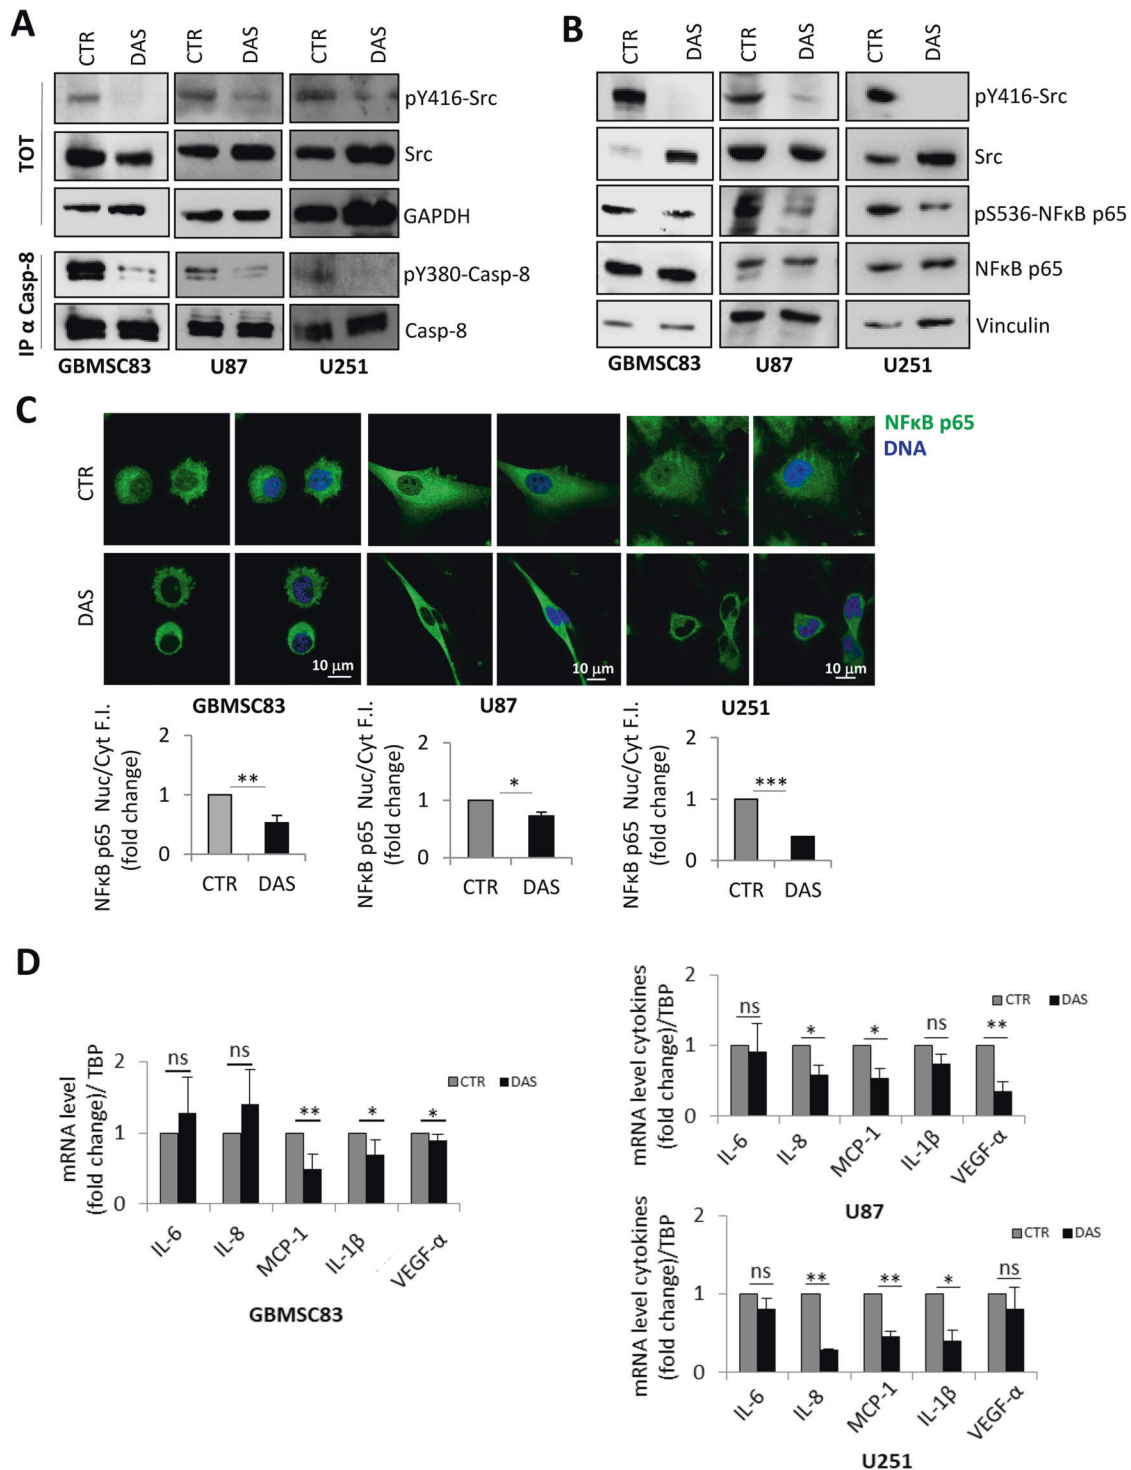 A
CTR DAS CTR DAS CTR DAS
TOT
pY416-Src
Src
GAPDH
IP α Casp-8
pY380-Casp-8
Casp-8
GBMSC83 U87 U251
B
CTR DAS CTR DAS CTR DAS
pY416-Src
Src
pS536-NFκB p65
NFκB p65
Vinculin
GBMSC83 U87 U251
C
NFκB p65
DNA
CTR
DAS
10 μm 10 μm 10 μm
GBMSC83 U87 U251
NFκB p65 Nuc/Cyt F.I.
(fold change)
2
1
0
**
CTR DAS
NFκB p65 Nuc/Cyt F.I.
(fold change)
2
1
0
*
CTR DAS
NFκB p65 Nuc/Cyt F.I.
(fold change)
2
1
0
***
CTR DAS
D
mRNA level
(fold change)/ TBP
2
1
0
ns ns ** * *
CTR DAS
IL-6 IL-8 MCP-1 IL-1β VEGF-α
GBMSC83
mRNA level cytokines
(fold change)/TBP
2
1
0
ns * * ns **
CTR DAS
IL-6 IL-8 MCP-1 IL-1β VEGF-α
U87
mRNA level cytokines
(fold change)/TBP
2
1
0
ns ** ** * ns
CTR DAS
IL-6 IL-8 MCP-1 IL-1β VEGF-α
U251